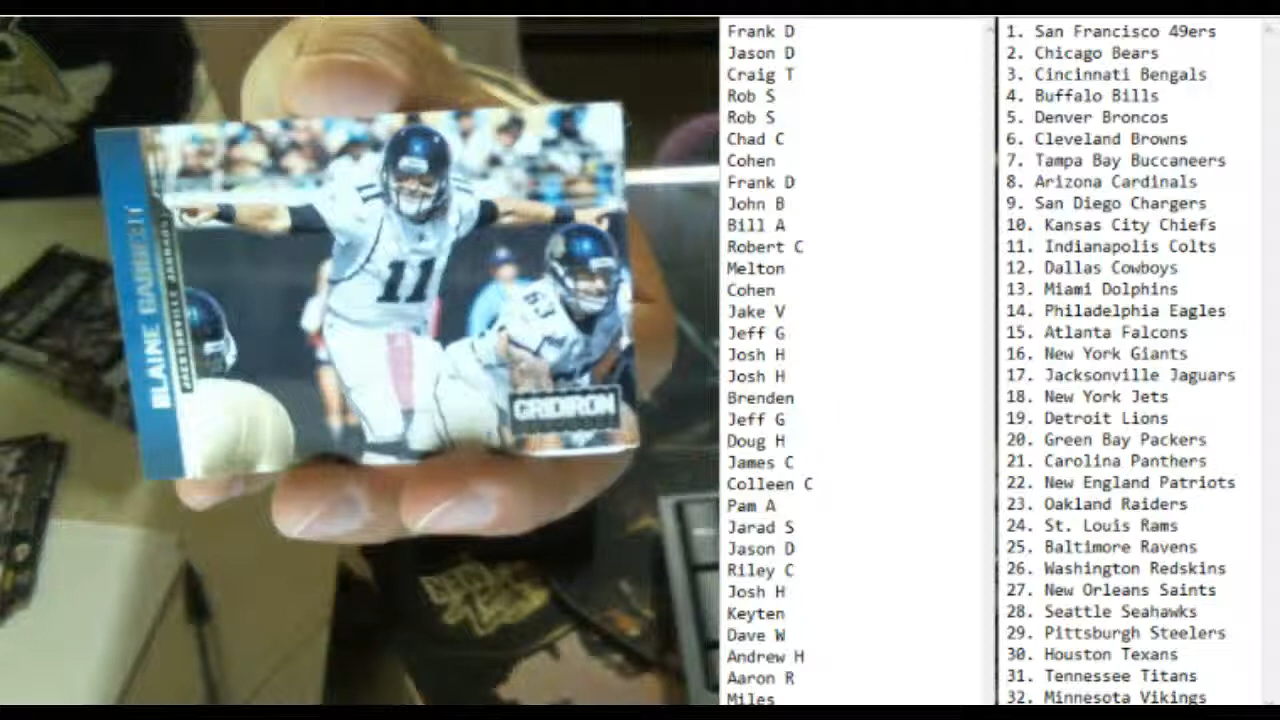 BLAINE GABBERT
JACKSONVILLE JAGUARS
11
11
63
GRIDIRON
Frank D
Jason D
Craig T
Rob S
Rob S
Chad C
Cohen
Frank D
John B
Bill A
Robert C
Melton
Cohen
Jake V
Jeff G
Josh H
Josh H
Brenden
Jeff G
Doug H
James C
Colleen C
Pam A
Jarad S
Jason D
Riley C
Josh H
Keyten
Dave W
Andrew H
Aaron R
Miles
1. San Francisco 49ers
2. Chicago Bears
3. Cincinnati Bengals
4. Buffalo Bills
5. Denver Broncos
6. Cleveland Browns
7. Tampa Bay Buccaneers
8. Arizona Cardinals
9. San Diego Chargers
10. Kansas City Chiefs
11. Indianapolis Colts
12. Dallas Cowboys
13. Miami Dolphins
14. Philadelphia Eagles
15. Atlanta Falcons
16. New York Giants
17. Jacksonville Jaguars
18. New York Jets
19. Detroit Lions
20. Green Bay Packers
21. Carolina Panthers
22. New England Patriots
23. Oakland Raiders
24. St. Louis Rams
25. Baltimore Ravens
26. Washington Redskins
27. New Orleans Saints
28. Seattle Seahawks
29. Pittsburgh Steelers
30. Houston Texans
31. Tennessee Titans
32. Minnesota Vikings